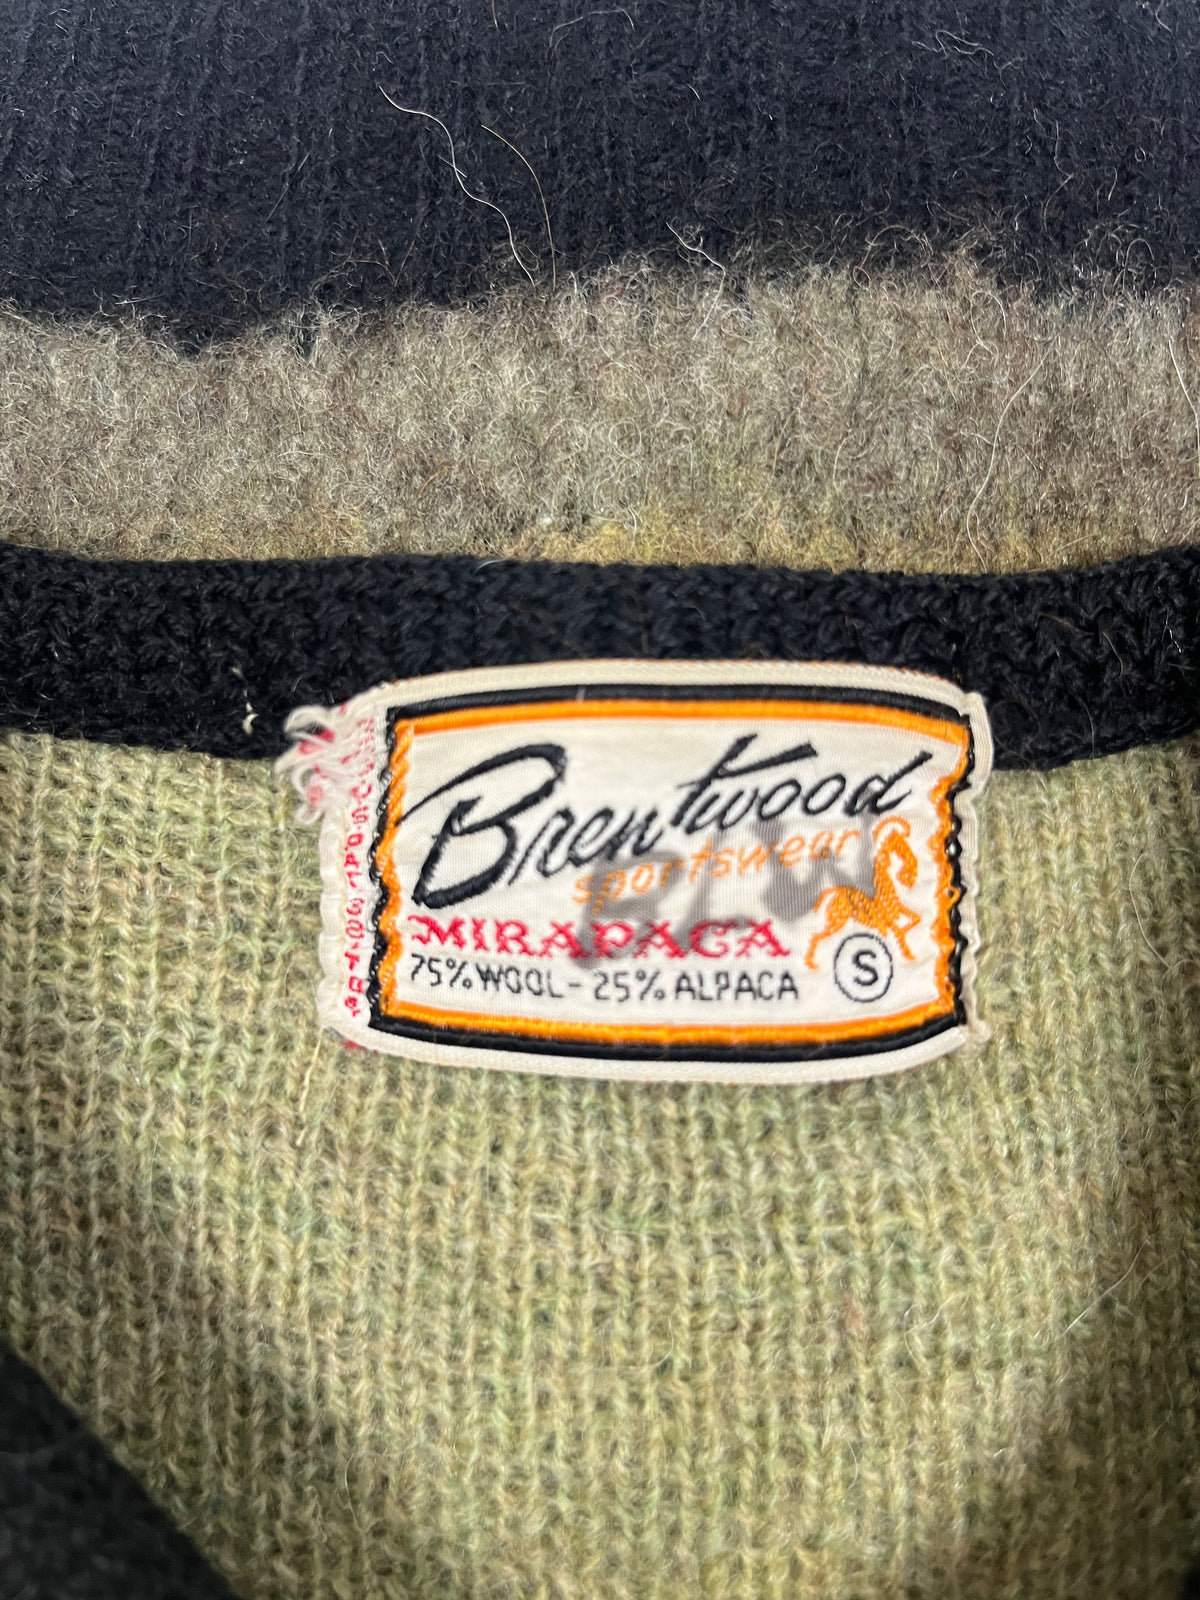 Brentwood
sportswear
MIRAPACA
75% WOOL - 25% ALPACA
S